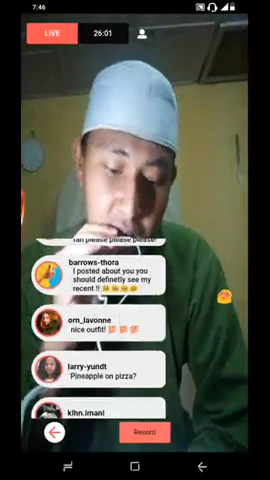 7:46
LIVE
26:01
fan please please please!
barrows-thora
I posted about you you
should definetly see my
recent !! 😂😂😂😂
orn_lavonne
nice outfit! 💯 💯 💯
larry-yundt
Pineapple on pizza?
kihn.imani
Record